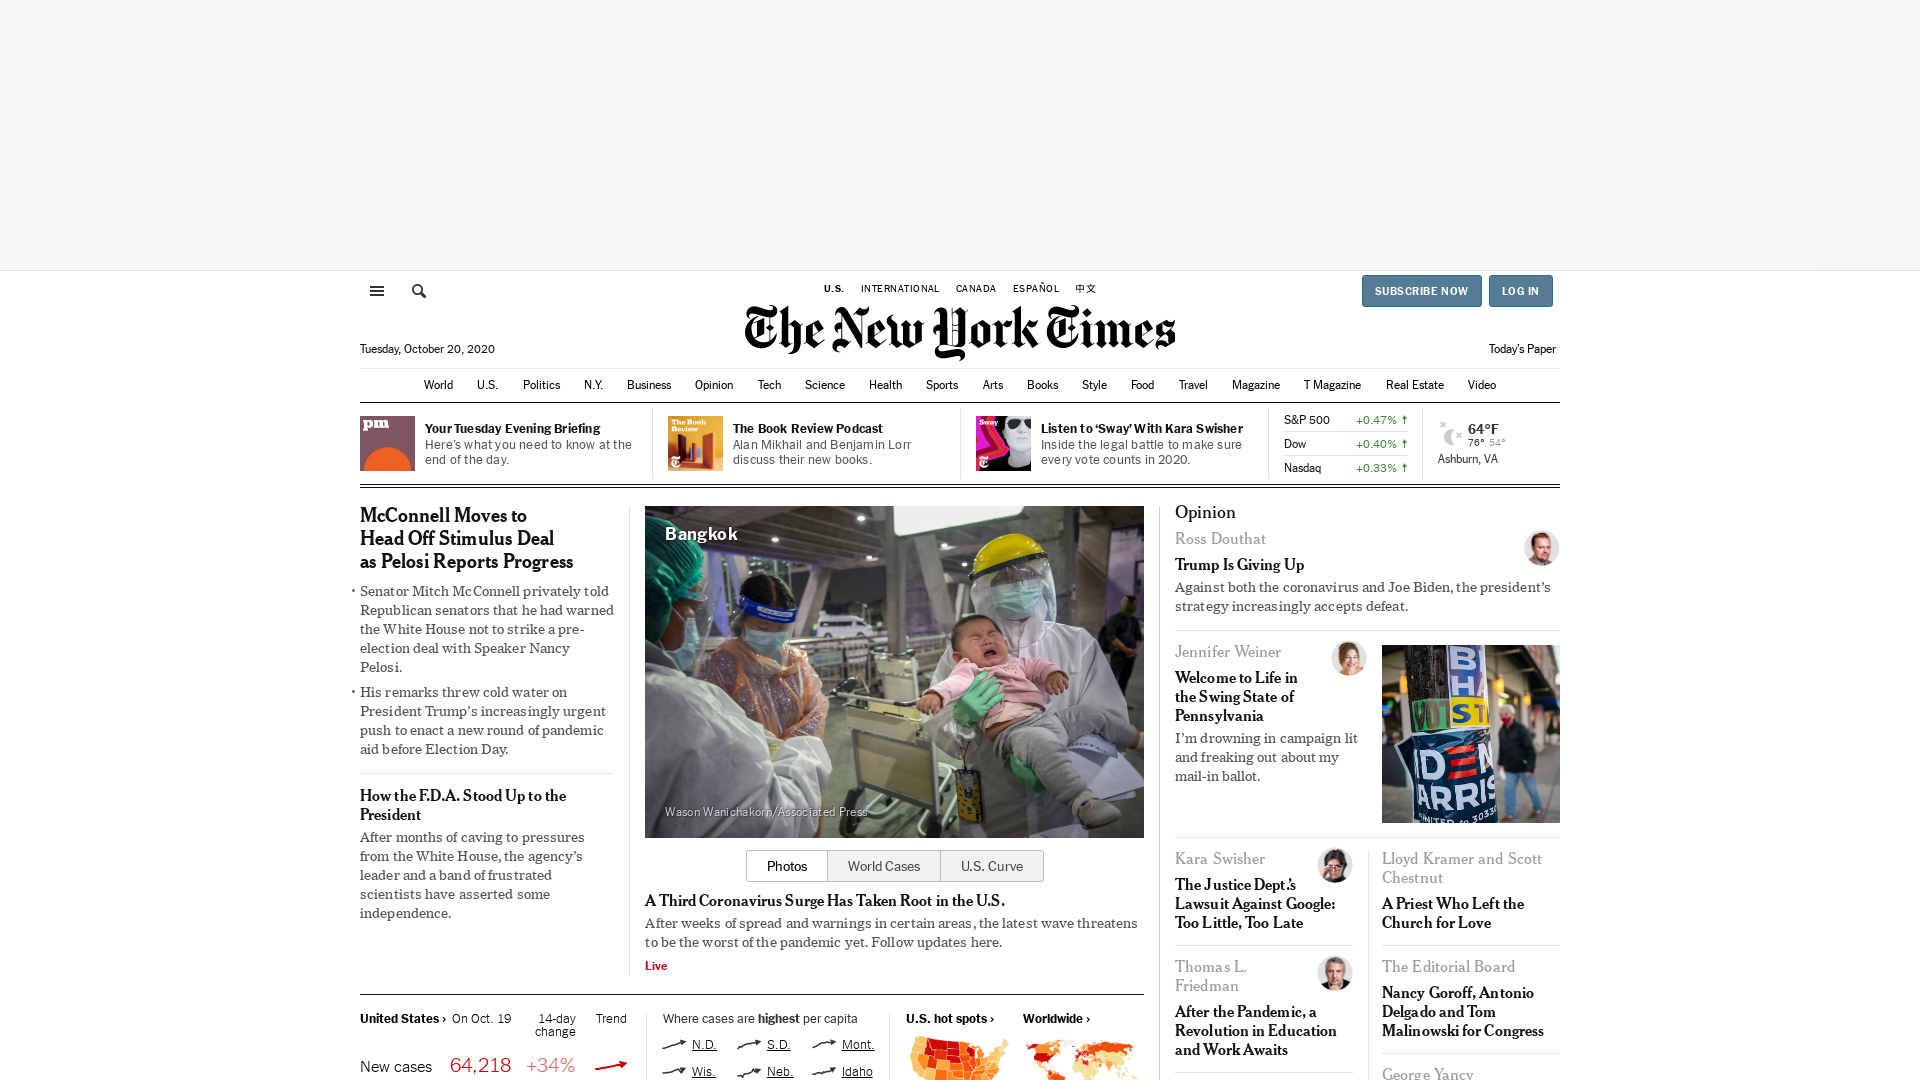 U.S. INTERNATIONAL CANADA ESPAÑOL 中文
SUBSCRIBE NOW LOG IN
The New York Times
Tuesday, October 20, 2020
Today's Paper
World U.S. Politics N.Y. Business Opinion Tech Science Health Sports Arts Books Style Food Travel Magazine T Magazine Real Estate Video
pm
Your Tuesday Evening Briefing
Here's what you need to know at the
end of the day.
The Book
Review
The Book Review Podcast
Alan Mikhail and Benjamin Lorr
discuss their new books.
Sway
Listen to ‘Sway’ With Kara Swisher
Inside the legal battle to make sure
every vote counts in 2020.
S&P 500 +0.47%
Dow +0.40%
Nasdaq +0.33%
64°F
76° 54°
Ashburn, VA
McConnell Moves to
Head Off Stimulus Deal
as Pelosi Reports Progress
• Senator Mitch McConnell privately told
Republican senators that he had warned
the White House not to strike a pre-
election deal with Speaker Nancy
Pelosi.
• His remarks threw cold water on
President Trump's increasingly urgent
push to enact a new round of pandemic
aid before Election Day.
How the F.D.A. Stood Up to the
President
After months of caving to pressures
from the White House, the agency's
leader and a band of frustrated
scientists have asserted some
independence.
Bangkok
Wason Wanichakorn/Associated Press
Photos World Cases U.S. Curve
A Third Coronavirus Surge Has Taken Root in the U.S.
After weeks of spread and warnings in certain areas, the latest wave threatens
to be the worst of the pandemic yet. Follow updates here.
Live
Opinion
Ross Douthat
Trump Is Giving Up
Against both the coronavirus and Joe Biden, the president's
strategy increasingly accepts defeat.
Jennifer Weiner
Welcome to Life in
the Swing State of
Pennsylvania
I'm drowning in campaign lit
and freaking out about my
mail-in ballot.
Kara Swisher
The Justice Dept.'s
Lawsuit Against Google:
Too Little, Too Late
Lloyd Kramer and Scott
Chestnut
A Priest Who Left the
Church for Love
Thomas L.
Friedman
After the Pandemic, a
Revolution in Education
and Work Awaits
The Editorial Board
Nancy Goroff, Antonio
Delgado and Tom
Malinowski for Congress
George Yancy
United States › On Oct. 19 14-day Trend
change
New cases 64,218 +34%
Where cases are highest per capita
N.D. S.D. Mont.
Wis. Neb. Idaho
U.S. hot spots › Worldwide ›